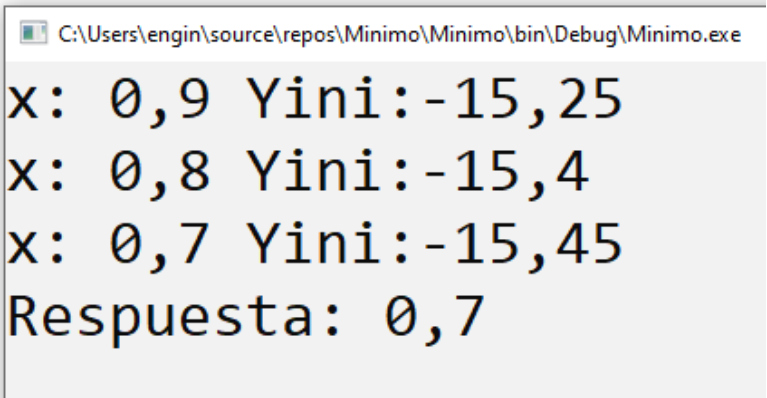 C:\Users\engin\source\repos\Minimo\Minimo\bin\Debug\Minimo.exe
x: 0,9 Yini:-15,25
x: 0,8 Yini:-15,4
x: 0,7 Yini:-15,45
Respuesta: 0,7